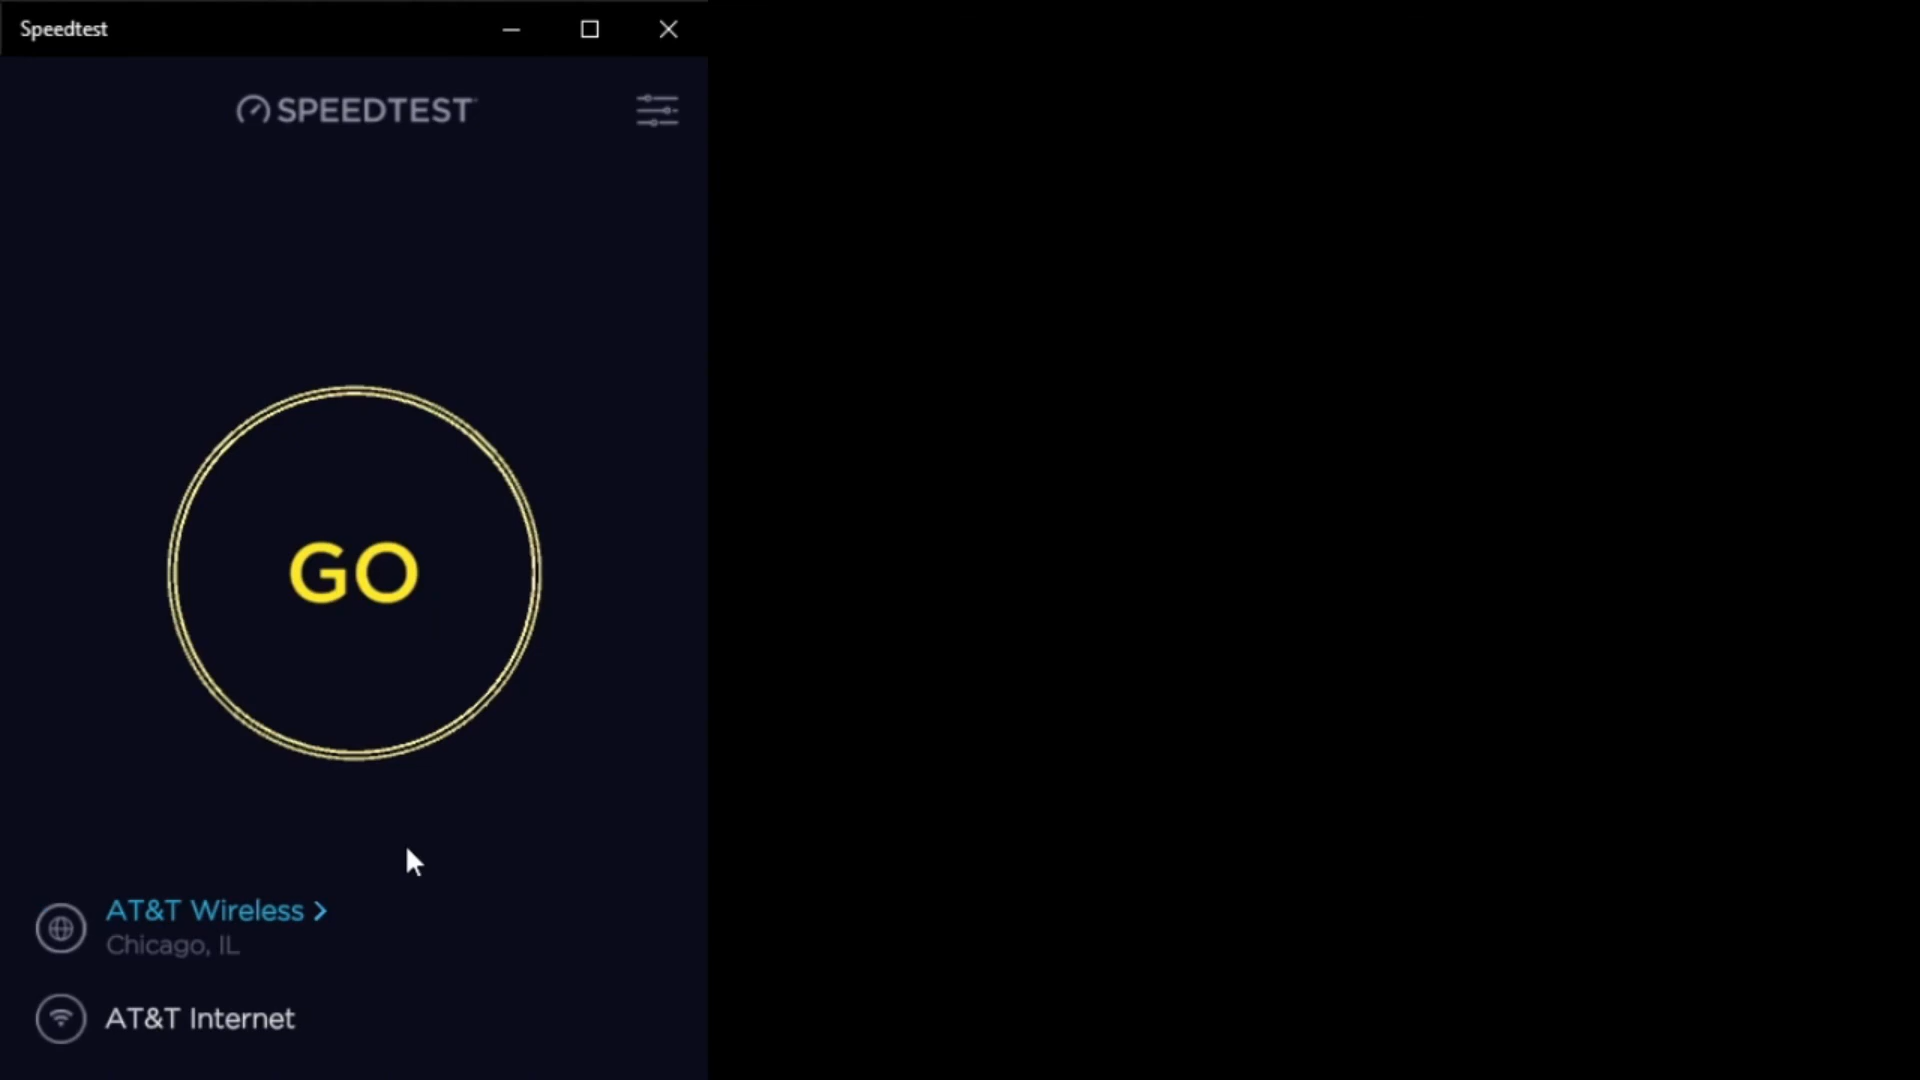 Speedtest
SPEEDTEST
GO
AT&T Wireless >
Chicago, IL
AT&T Internet